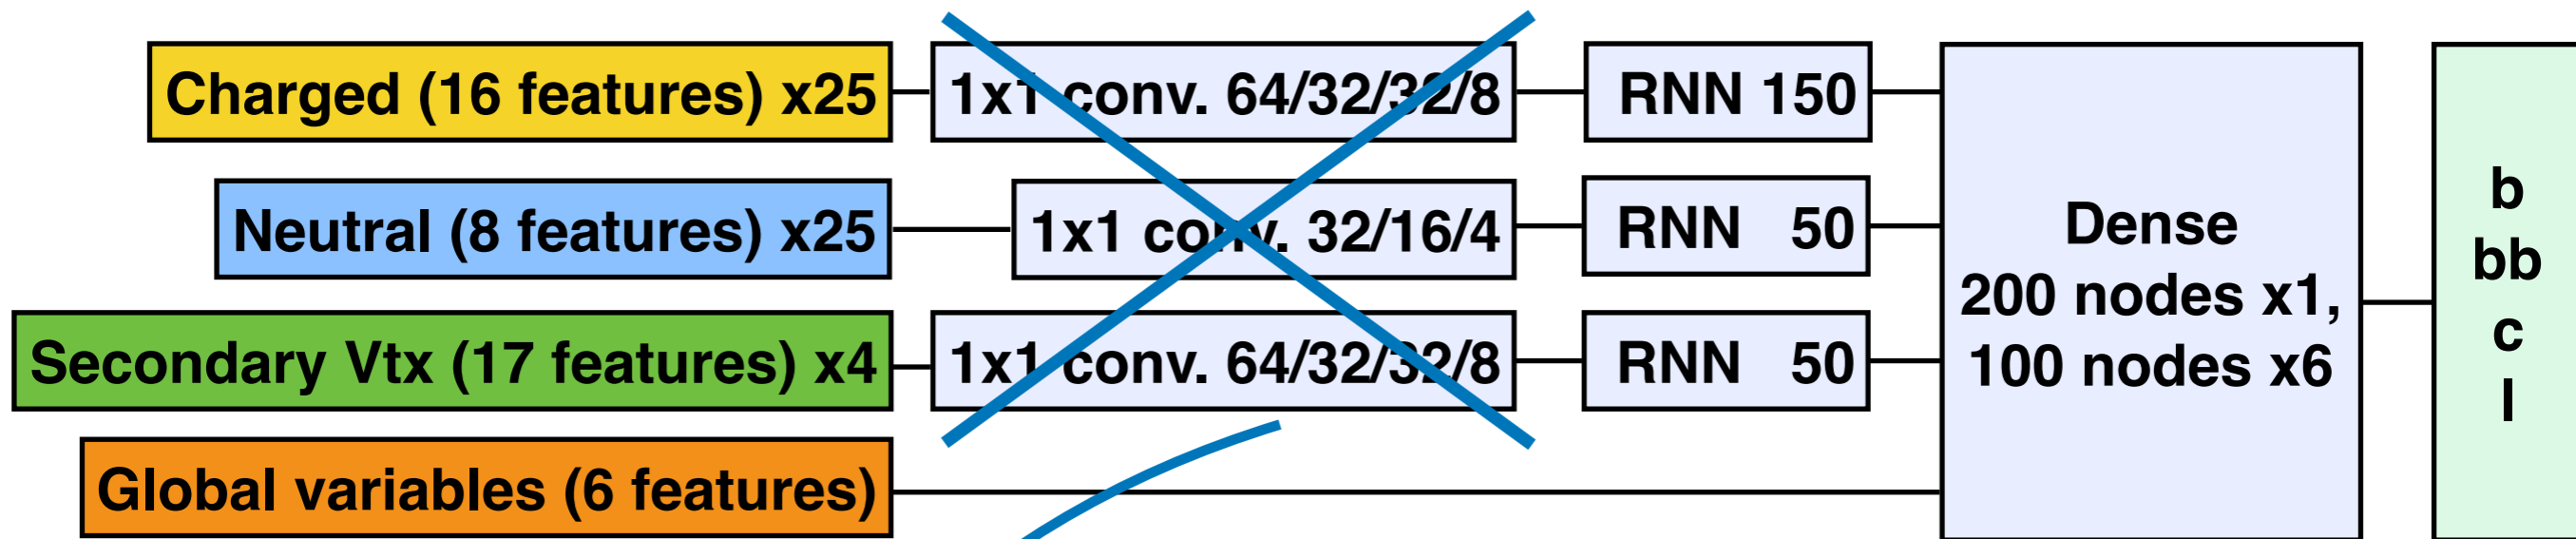 Charged (16 features) x25
1x1 conv. 64/32/32/8
RNN 150
Neutral (8 features) x25
1x1 conv. 32/16/4
RNN 50
Secondary Vtx (17 features) x4
1x1 conv. 64/32/32/8
RNN 50
Global variables (6 features)
Dense
200 nodes x1,
100 nodes x6
b
bb
c
l